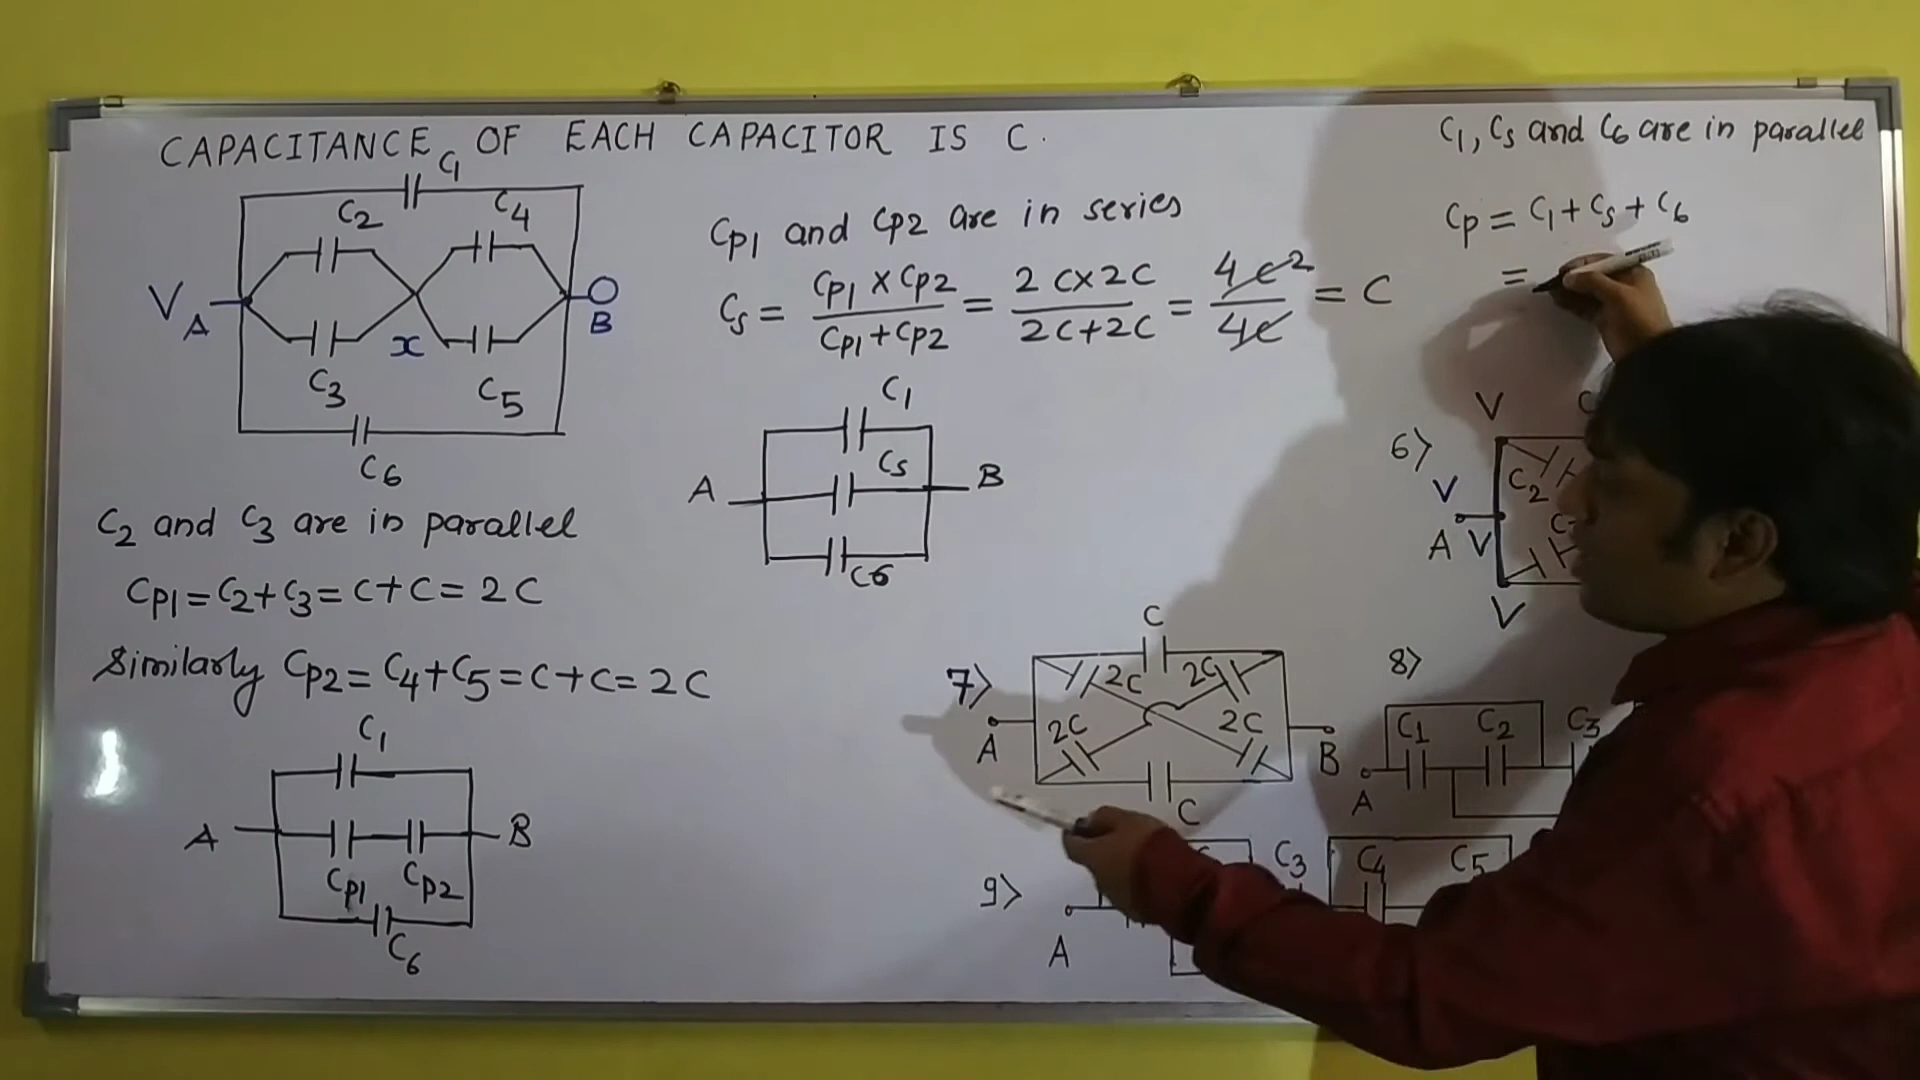 CAPACITANCE OF EACH CAPACITOR IS C.
C1
C2
C4
V
A
O
B
x
C3
C5
C6
C2 and C3 are in parallel
CP1 = C2 + C3 = C + C = 2C
Similarly CP2 = C4 + C5 = C + C = 2C
C1
A
B
CP1
CP2
C6
CP1 and CP2 are in series
CS = CP1 X CP2 / CP1 + CP2 = 2C X 2C / 2C + 2C = 4C² / 4C = C
C1
CS
A
B
C6
C1, CS and C6 are in parallel
CP = C1 + CS + C6
=
6)
V
C2
V
A
V
V
7)
C
2C
2C
A
2C
2C
B
C
8)
C1
C2
C3
A
9)
C3
C4
C5
A